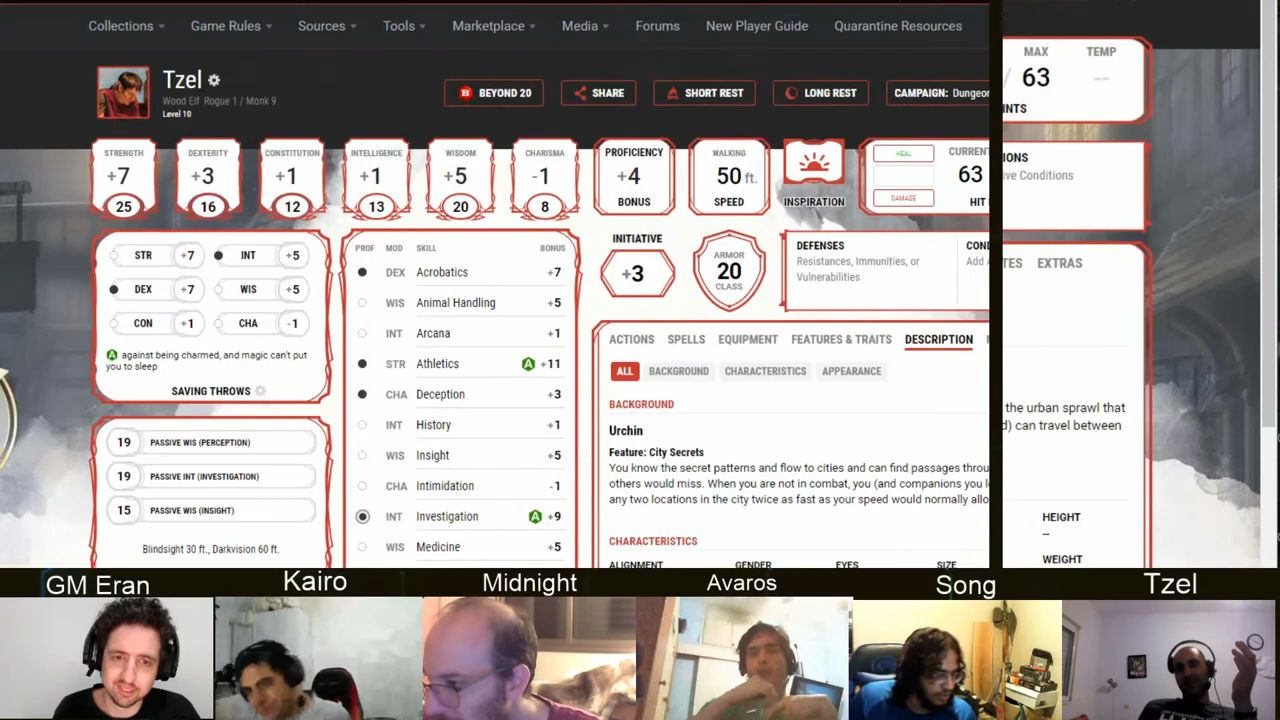 Collections Game Rules Sources Tools Marketplace Media Forums New Player Guide Quarantine Resources
Tzel
Wood Elf Rogue 1 / Monk 9
Level 10
BEYOND 20 SHARE SHORT REST LONG REST CAMPAIGN: Dungeon
STRENGTH DEXTERITY CONSTITUTION INTELLIGENCE WISDOM CHARISMA
+7 +3 +1 +1 +5 -1
25 16 12 13 20 8
PROFICIENCY
+4
BONUS
WALKING
50 ft.
SPEED
INSPIRATION
HEAL
DAMAGE
CURRENT
63
HIT
/
MAX TEMP
63 --
INTS
STR +7 INT +5
DEX +7 WIS +5
CON +1 CHA -1
A against being charmed, and magic can't put
you to sleep
SAVING THROWS
19 PASSIVE WIS (PERCEPTION)
19 PASSIVE INT (INVESTIGATION)
15 PASSIVE WIS (INSIGHT)
Blindsight 30 ft., Darkvision 60 ft.
PROF MOD SKILL BONUS
DEX Acrobatics +7
WIS Animal Handling +5
INT Arcana +1
STR Athletics A +11
CHA Deception +3
INT History +1
WIS Insight +5
CHA Intimidation -1
INT Investigation A +9
WIS Medicine +5
INITIATIVE
+3
ARMOR
20
CLASS
DEFENSES
Resistances, Immunities, or
Vulnerabilities
COND
Add A
IONS
ive Conditions
ACTIONS SPELLS EQUIPMENT FEATURES & TRAITS DESCRIPTION
TES EXTRAS
ALL BACKGROUND CHARACTERISTICS APPEARANCE
BACKGROUND
Urchin
Feature: City Secrets
You know the secret patterns and flow to cities and can find passages throu
others would miss. When you are not in combat, you (and companions you l
any two locations in the city twice as fast as your speed would normally allo
the urban sprawl that
d) can travel between
CHARACTERISTICS
ALIGNMENT GENDER EYES SIZE
HEIGHT
--
WEIGHT
GM Eran Kairo Midnight Avaros Song Tzel